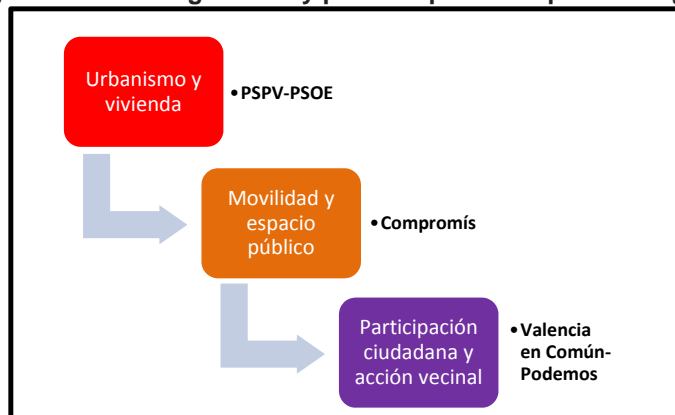 Urbanismo y
vivienda
•PSPV-PSOE
Movilidad y
espacio
público
•Compromís
Participación
ciudadana y
acción vecinal
•Valencia
en Común-
Podemos